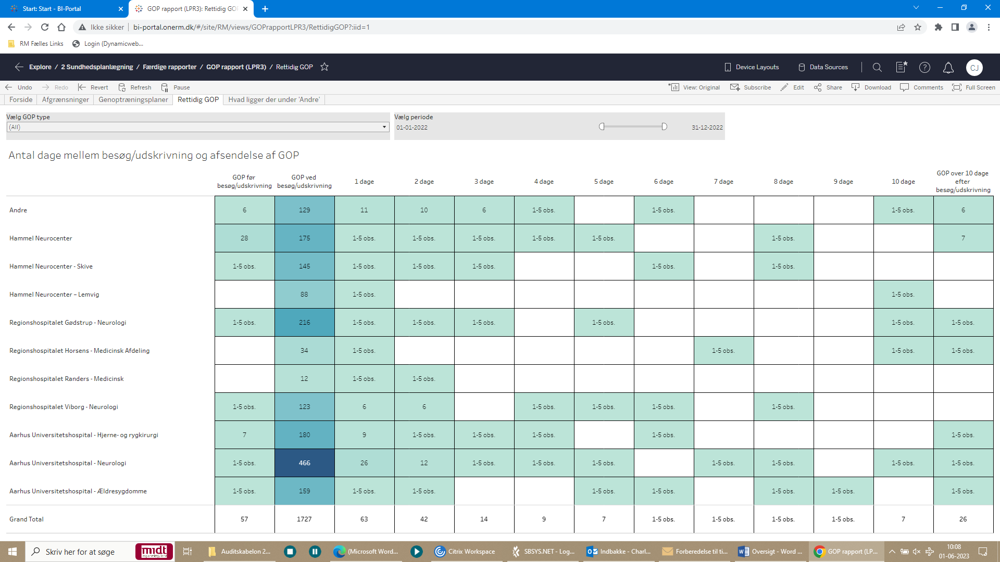 Start: Start - BI-Portal
GOP rapport (LPR3): Rettidig GOP
Ikke sikker bi-portal.onerm.dk/#/site/RM/views/GOPrapportLPR3/RettidigGOP?:iid=1
RM Fælles Links Login (Dynamicweb...
Explore / 2 Sundhedsplanlægning / Færdige rapporter / GOP rapport (LPR3) / Rettidig GOP Device Layouts Data Sources CJ
Undo Redo Revert Refresh Pause View: Original Subscribe Edit Share Download Comments Full Screen
Forside Afgrænsninger Genoptræningsplaner Rettidig GOP Hvad ligger der under 'Andre'
Vælg GOP type
(All)
Vælg periode
01-01-2022 31-12-2022
Antal dage mellem besøg/udskrivning og afsendelse af GOP
GOP før besøg/udskrivning GOP ved besøg/udskrivning 1 dage 2 dage 3 dage 4 dage 5 dage 6 dage 7 dage 8 dage 9 dage 10 dage GOP over 10 dage efter besøg/udskrivning
Andre 6 129 11 10 6 1-5 obs. 1-5 obs. 1-5 obs. 6
Hammel Neurocenter 28 175 1-5 obs. 1-5 obs. 1-5 obs. 1-5 obs. 1-5 obs. 1-5 obs. 7
Hammel Neurocenter - Skive 1-5 obs. 145 1-5 obs. 1-5 obs. 1-5 obs. 1-5 obs. 1-5 obs.
Hammel Neurocenter – Lemvig 88 1-5 obs. 1-5 obs.
Regionshospitalet Gødstrup - Neurologi 1-5 obs. 216 1-5 obs. 1-5 obs. 1-5 obs. 1-5 obs. 1-5 obs. 1-5 obs.
Regionshospitalet Horsens - Medicinsk Afdeling 34 1-5 obs. 1-5 obs. 1-5 obs. 1-5 obs.
Regionshospitalet Randers - Medicinsk 12 1-5 obs. 1-5 obs.
Regionshospitalet Viborg - Neurologi 1-5 obs. 123 6 6 1-5 obs. 1-5 obs. 1-5 obs. 1-5 obs.
Aarhus Universitetshospital - Hjerne- og rygkirurgi 7 180 9 1-5 obs. 1-5 obs. 1-5 obs. 1-5 obs. 1-5 obs.
Aarhus Universitetshospital - Neurologi 1-5 obs. 466 26 12 1-5 obs. 1-5 obs. 1-5 obs. 1-5 obs. 1-5 obs. 1-5 obs. 1-5 obs.
Aarhus Universitetshospital - Ældresygdomme 1-5 obs. 159 1-5 obs. 1-5 obs. 1-5 obs. 1-5 obs. 1-5 obs. 1-5 obs. 1-5 obs.
Grand Total 57 1727 63 42 14 9 7 1-5 obs. 1-5 obs. 1-5 obs. 1-5 obs. 7 26
Skriv her for at søge midt regionmidtjylland Auditskabelon 2... (Microsoft Word... Citrix Workspace SBSYS.NET - Log... Indbakke - Charl... Forberedelse til ti... Oversigt - Word ... GOP rapport (LP... 10:08
01-06-2023